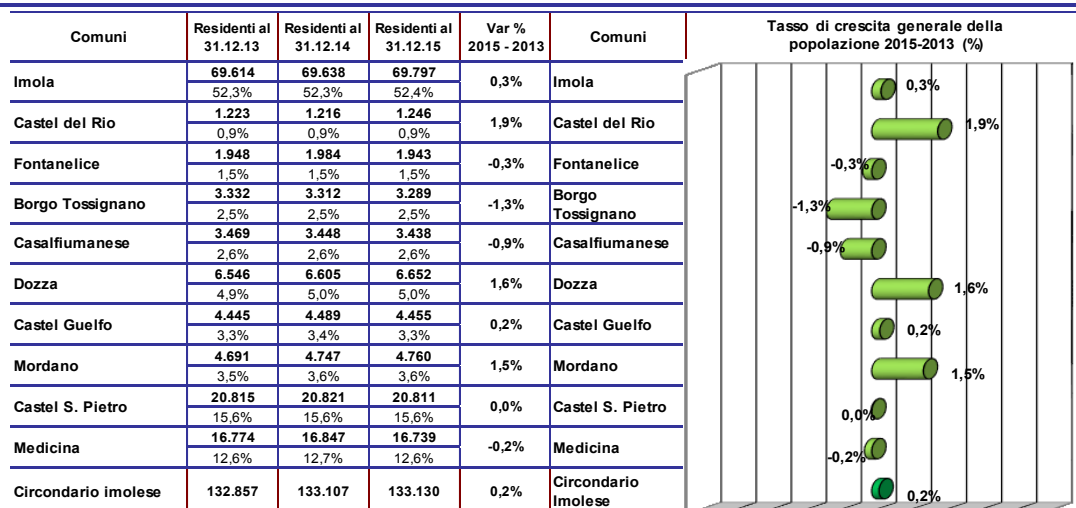 Comuni Residenti al 31.12.13 Residenti al 31.12.14 Residenti al 31.12.15 Var % 2015 - 2013 Comuni Tasso di crescita generale della popolazione 2015-2013 (%)
Imola 69.614 69.638 69.797 0,3% Imola 0,3%
52,3% 52,3% 52,4%
Castel del Rio 1.223 1.216 1.246 1,9% Castel del Rio 1,9%
0,9% 0,9% 0,9%
Fontanelice 1.948 1.984 1.943 -0,3% Fontanelice -0,3%
1,5% 1,5% 1,5%
Borgo Tossignano 3.332 3.312 3.289 -1,3% Borgo Tossignano -1,3%
2,5% 2,5% 2,5%
Casalfiumanese 3.469 3.448 3.438 -0,9% Casalfiumanese -0,9%
2,6% 2,6% 2,6%
Dozza 6.546 6.605 6.652 1,6% Dozza 1,6%
4,9% 5,0% 5,0%
Castel Guelfo 4.445 4.489 4.455 0,2% Castel Guelfo 0,2%
3,3% 3,4% 3,3%
Mordano 4.691 4.747 4.760 1,5% Mordano 1,5%
3,5% 3,6% 3,6%
Castel S. Pietro 20.815 20.821 20.811 0,0% Castel S. Pietro 0,0%
15,6% 15,6% 15,6%
Medicina 16.774 16.847 16.739 -0,2% Medicina -0,2%
12,6% 12,7% 12,6%
Circondario imolese 132.857 133.107 133.130 0,2% Circondario Imolese 0,2%